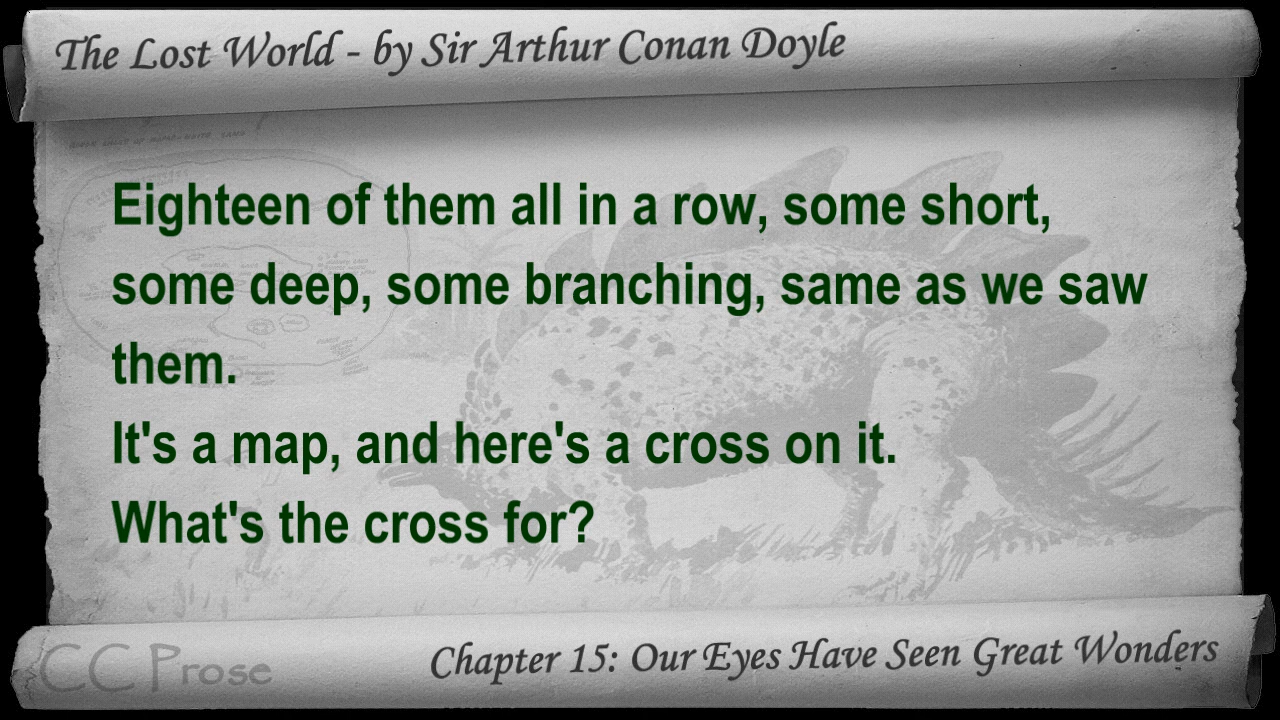 The Lost World - by Sir Arthur Conan Doyle
Eighteen of them all in a row, some short,
some deep, some branching, same as we saw
them.
It's a map, and here's a cross on it.
What's the cross for?
CC Prose
Chapter 15: Our Eyes Have Seen Great Wonders